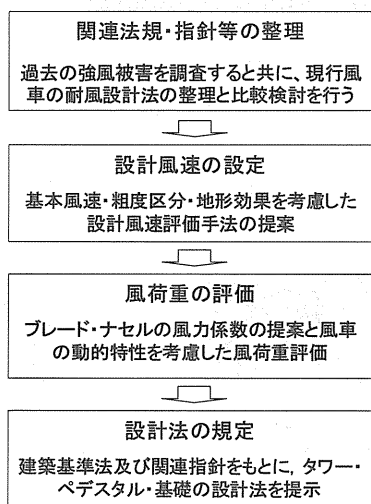 関連法規・指針等の整理
過去の強風被害を調査すると共に、現行風
車の耐風設計法の整理と比較検討を行う
設計風速の設定
基本風速・粗度区分・地形効果を考慮した
設計風速評価手法の提案
風荷重の評価
ブレード・ナセルの風力係数の提案と風車
の動的特性を考慮した風荷重評価
設計法の規定
建築基準法及び関連指針をもとに, タワー・
ペデスタル・基礎の設計法を提示